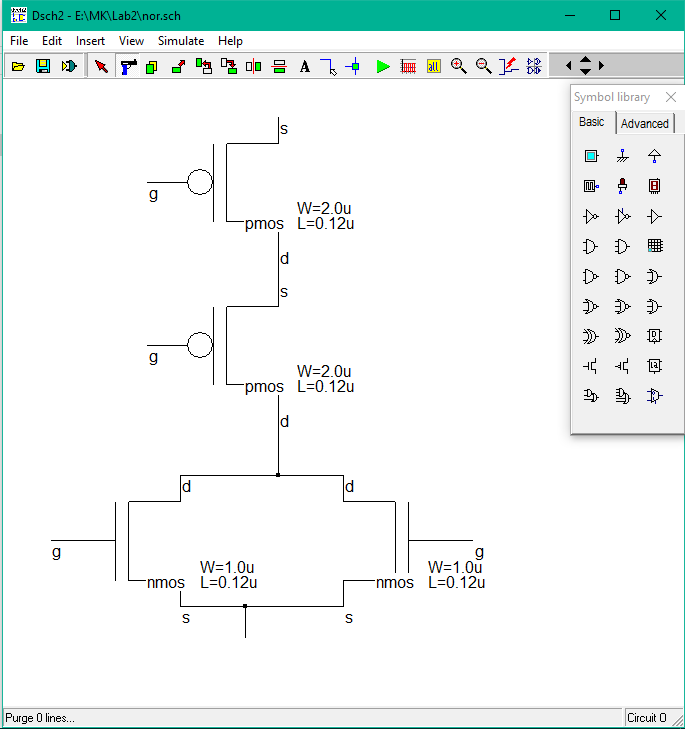 Dsch2 - E:\MK\Lab2\nor.sch
File Edit Insert View Simulate Help
A
all
Symbol library
Basic Advanced
s
g
W=2.0u
pmos L=0.12u
d
s
g
W=2.0u
pmos L=0.12u
d
d d
g g
W=1.0u W=1.0u
nmos L=0.12u nmos L=0.12u
s s
Purge 0 lines...
Circuit 0